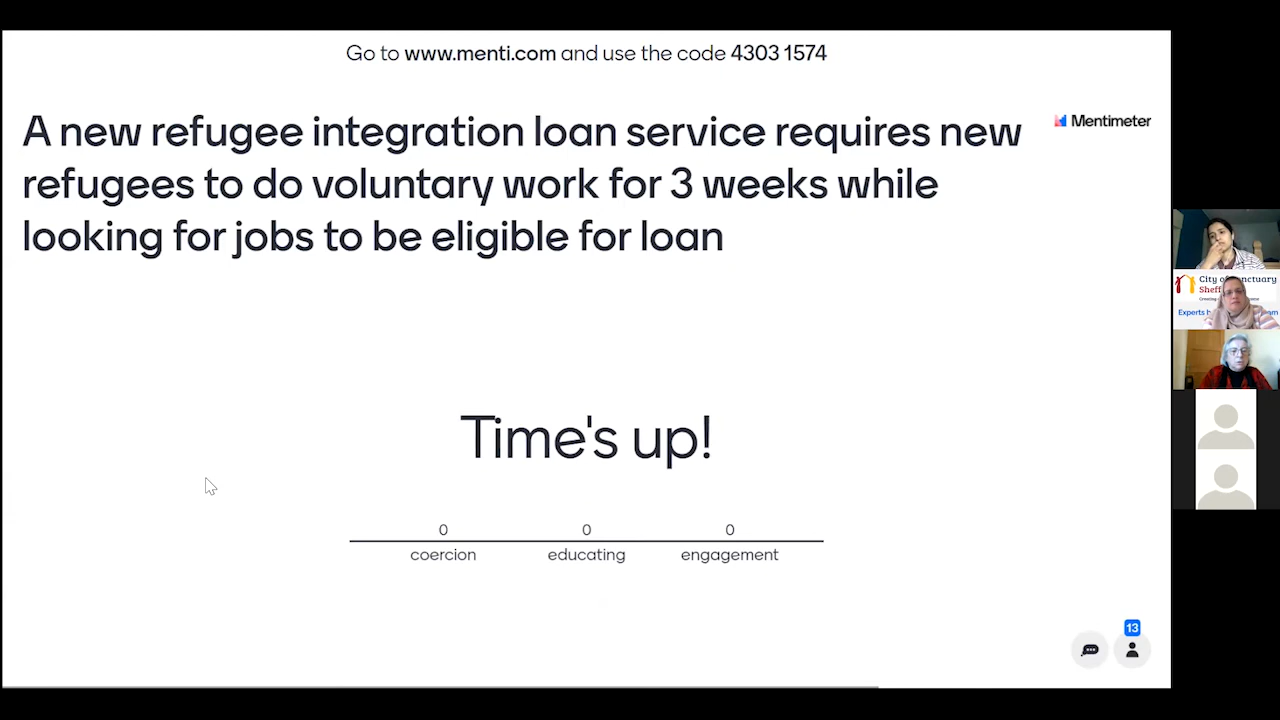 Go to www.menti.com and use the code 4303 1574
A new refugee integration loan service requires new
refugees to do voluntary work for 3 weeks while
looking for jobs to be eligible for loan
Mentimeter
Time's up!
0 0 0
coercion educating engagement
13
City of Sanctuary
Experts